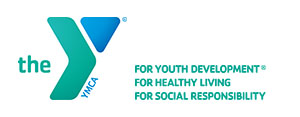 the
YMCA
®
FOR YOUTH DEVELOPMENT®
FOR HEALTHY LIVING
FOR SOCIAL RESPONSIBILITY